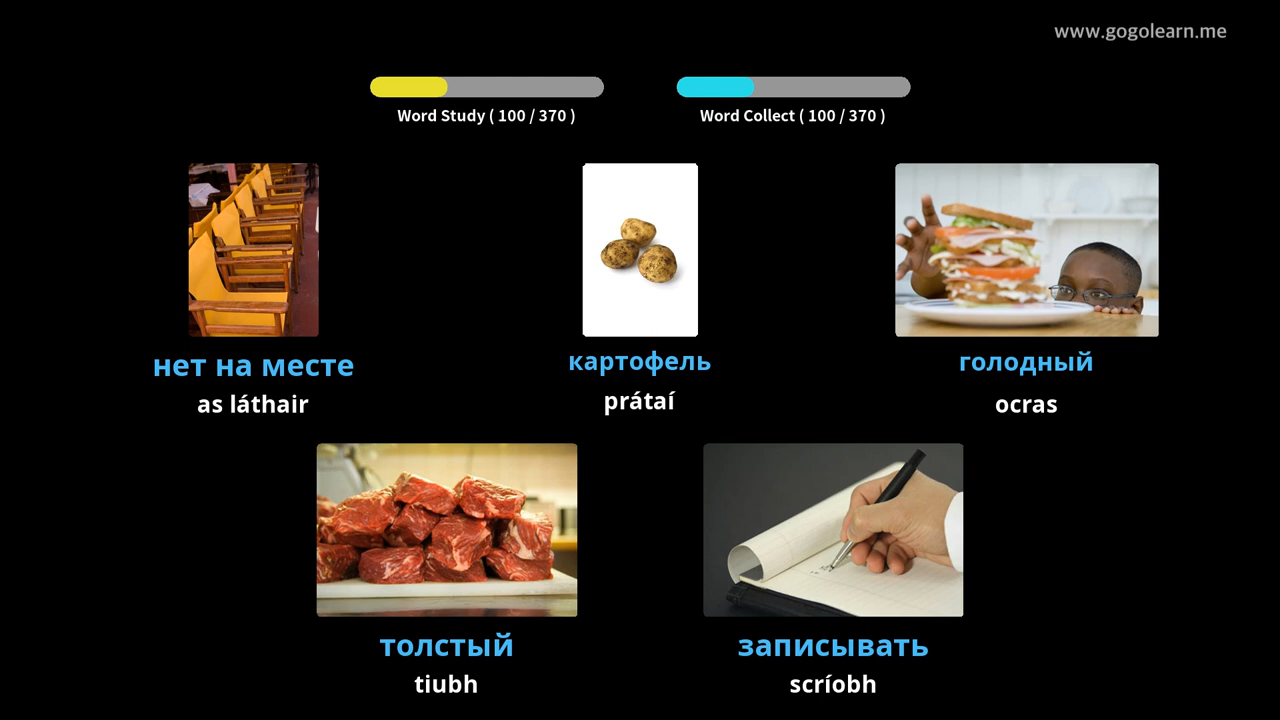 www.gogolearn.me
Word Study ( 100 / 370 )
Word Collect ( 100 / 370 )
нет на месте
as láthair
картофель
prátaí
голодный
ocras
толстый
tiubh
записывать
scríobh